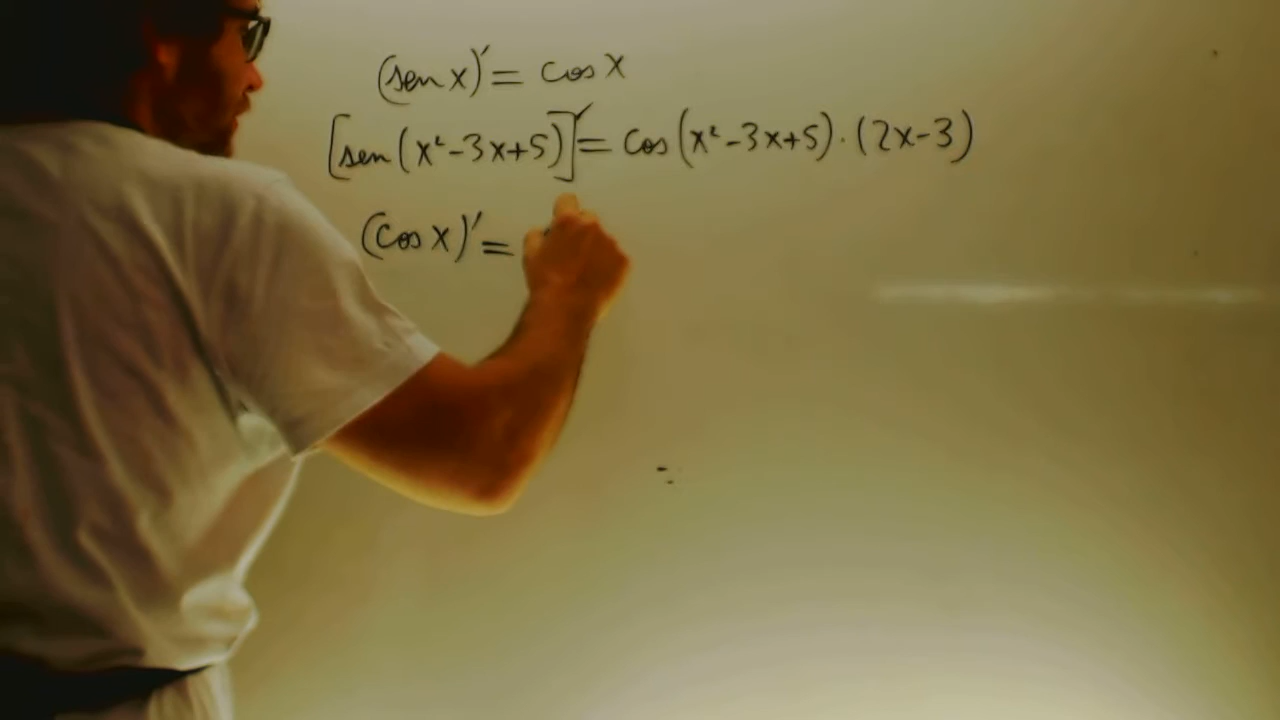 (sen x)′ = cos x
[sen(x²-3x+5)]′ = cos(x²-3x+5)·(2x-3)
(cos x)′ =